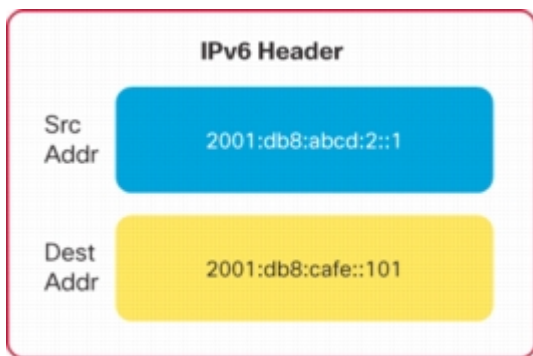 IPv6 Header
Src
Addr
2001:db8:abcd:2::1
Dest
Addr
2001:db8:cafe::101